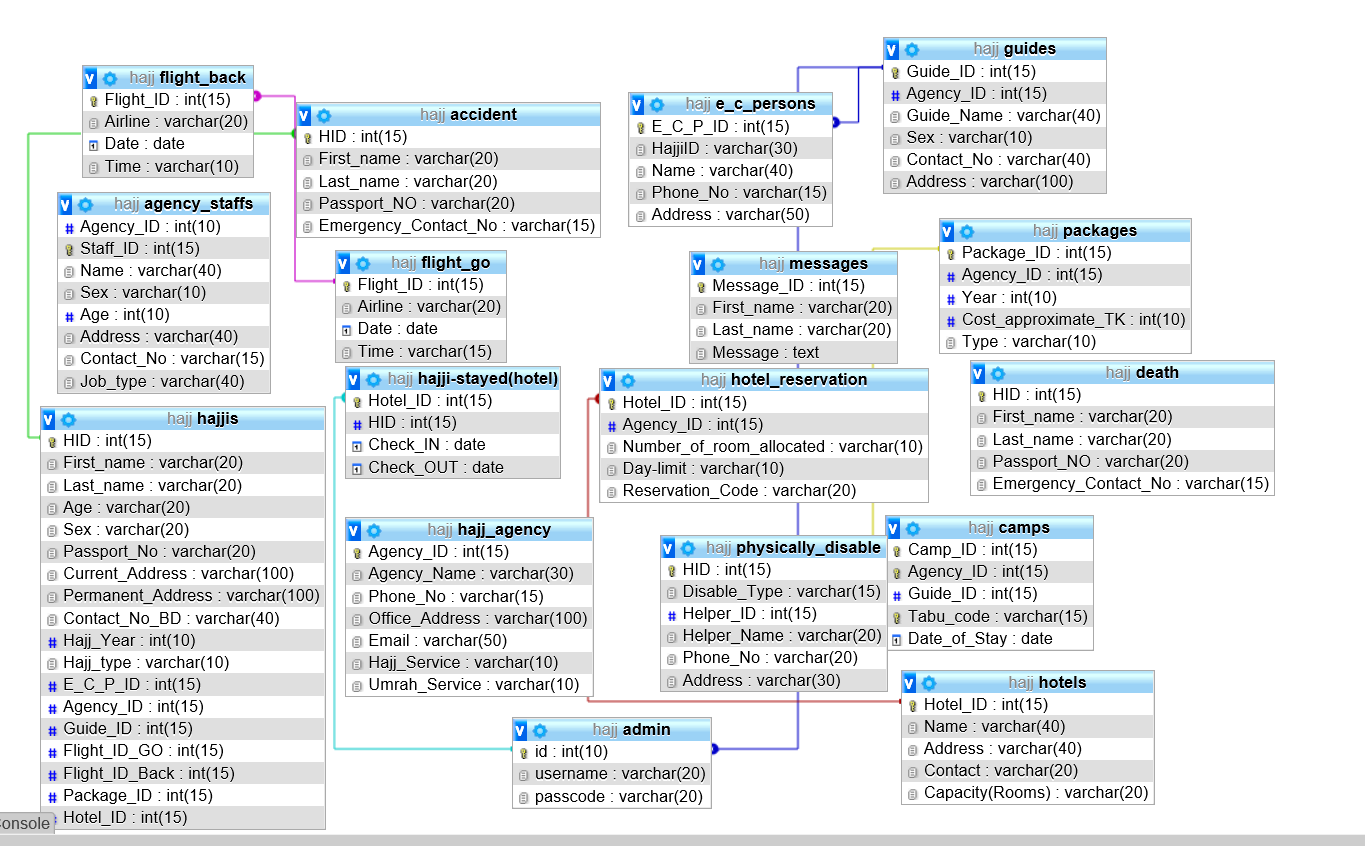 hajj flight_back
Flight_ID : int(15)
Airline : varchar(20)
Date : date
Time : varchar(10)
hajj accident
HID : int(15)
First_name : varchar(20)
Last_name : varchar(20)
Passport_NO : varchar(20)
Emergency_Contact_No : varchar(15)
hajj e_c_persons
E_C_P_ID : int(15)
HajjiID : varchar(30)
Name : varchar(40)
Phone_No : varchar(15)
Address : varchar(50)
hajj guides
Guide_ID : int(15)
Agency_ID : int(15)
Guide_Name : varchar(40)
Sex : varchar(10)
Contact_No : varchar(40)
Address : varchar(100)
hajj agency_staffs
Agency_ID : int(10)
Staff_ID : int(15)
Name : varchar(40)
Sex : varchar(10)
Age : int(10)
Address : varchar(40)
Contact_No : varchar(15)
Job_type : varchar(40)
hajj flight_go
Flight_ID : int(15)
Airline : varchar(20)
Date : date
Time : varchar(15)
hajj messages
Message_ID : int(15)
First_name : varchar(20)
Last_name : varchar(20)
Message : text
hajj packages
Package_ID : int(15)
Agency_ID : int(15)
Year : int(10)
Cost_approximate_TK : int(10)
Type : varchar(10)
hajj hajji-stayed(hotel)
Hotel_ID : int(15)
HID : int(15)
Check_IN : date
Check_OUT : date
hajj hotel_reservation
Hotel_ID : int(15)
Agency_ID : int(15)
Number_of_room_allocated : varchar(10)
Day-limit : varchar(10)
Reservation_Code : varchar(20)
hajj death
HID : int(15)
First_name : varchar(20)
Last_name : varchar(20)
Passport_NO : varchar(20)
Emergency_Contact_No : varchar(15)
hajj hajjis
HID : int(15)
First_name : varchar(20)
Last_name : varchar(20)
Age : varchar(20)
Sex : varchar(20)
Passport_No : varchar(20)
Current_Address : varchar(100)
Permanent_Address : varchar(100)
Contact_No_BD : varchar(40)
Hajj_Year : int(10)
Hajj_type : varchar(10)
E_C_P_ID : int(15)
Agency_ID : int(15)
Guide_ID : int(15)
Flight_ID_GO : int(15)
Flight_ID_Back : int(15)
Package_ID : int(15)
Hotel_ID : int(15)
hajj hajj_agency
Agency_ID : int(15)
Agency_Name : varchar(30)
Phone_No : varchar(15)
Office_Address : varchar(100)
Email : varchar(50)
Hajj_Service : varchar(10)
Umrah_Service : varchar(10)
hajj physically_disable
HID : int(15)
Disable_Type : varchar(15)
Helper_ID : int(15)
Helper_Name : varchar(20)
Phone_No : varchar(20)
Address : varchar(30)
hajj camps
Camp_ID : int(15)
Agency_ID : int(15)
Guide_ID : int(15)
Tabu_code : varchar(15)
Date_of_Stay : date
hajj admin
id : int(10)
username : varchar(20)
passcode : varchar(20)
hajj hotels
Hotel_ID : int(15)
Name : varchar(40)
Address : varchar(40)
Contact : varchar(20)
Capacity(Rooms) : varchar(20)
Console